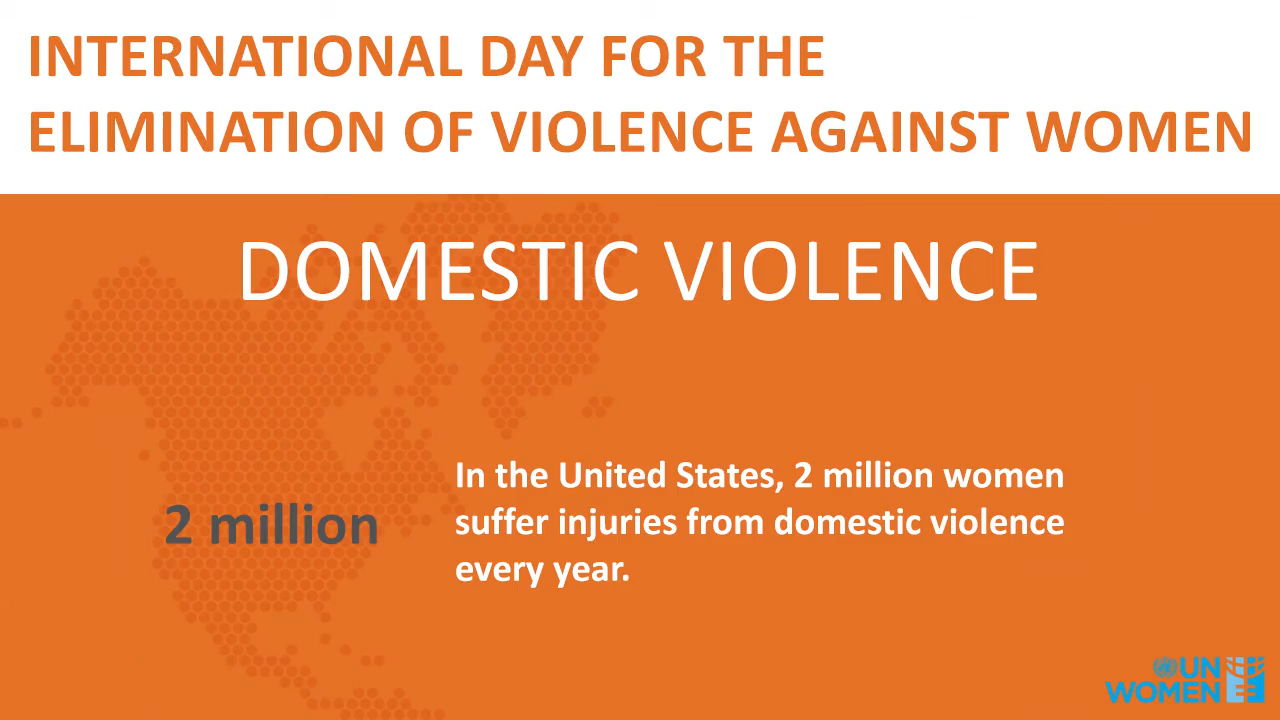 INTERNATIONAL DAY FOR THE
ELIMINATION OF VIOLENCE AGAINST WOMEN
DOMESTIC VIOLENCE
2 million
In the United States, 2 million women
suffer injuries from domestic violence
every year.
UN
WOMEN